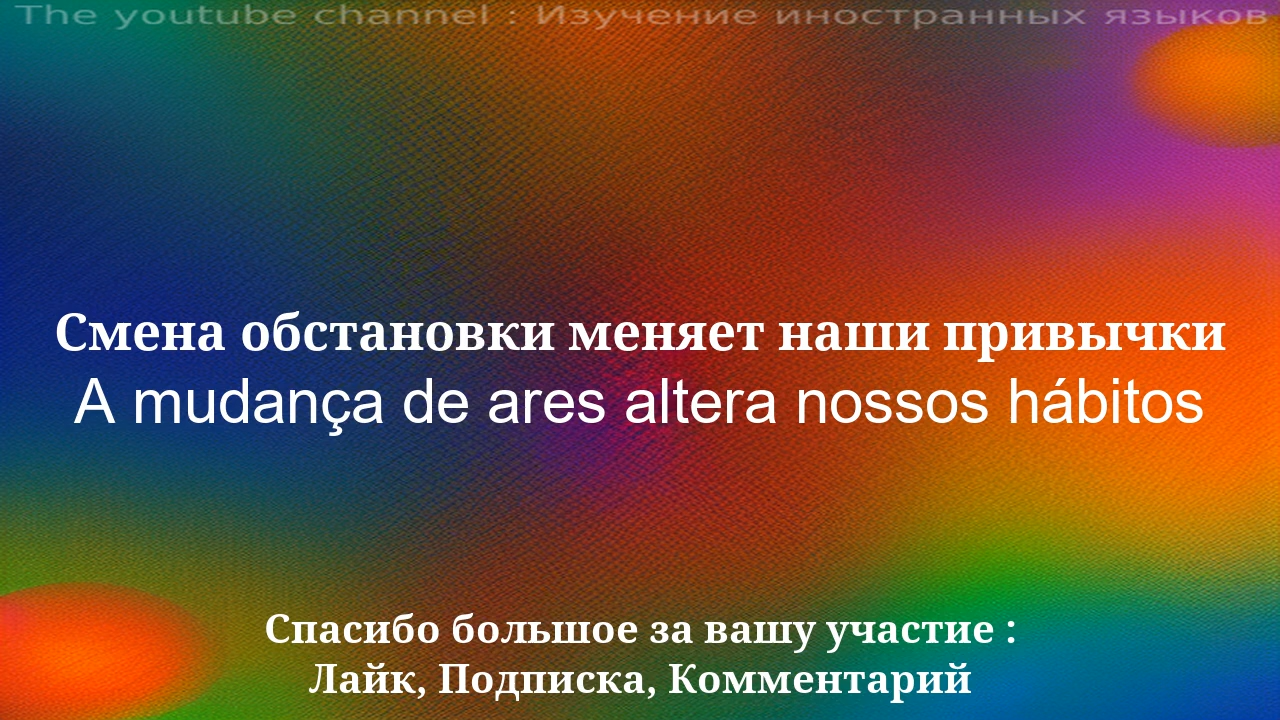 The youtube channel : Изучение иностранных языков
Смена обстановки меняет наши привычки
A mudança de ares altera nossos hábitos
Спасибо большое за вашу участие :
Лайк, Подписка, Комментарий